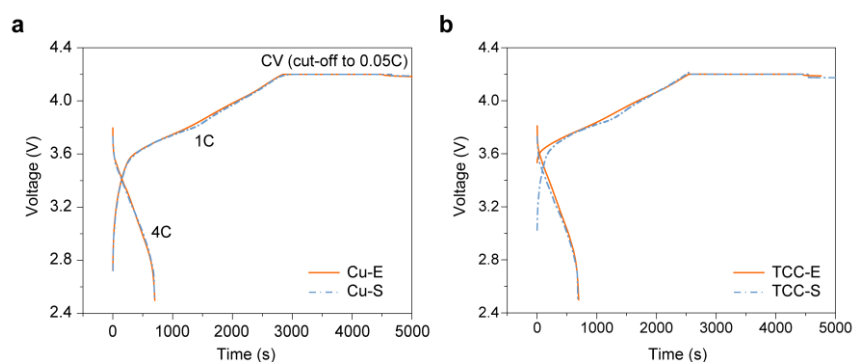 a
4.4
4.0
3.6
3.2
2.8
2.4
Voltage (V)
CV (cut-off to 0.05C)
1C
4C
Cu-E
Cu-S
0 1000 2000 3000 4000 5000
Time (s)
b
4.4
4.0
3.6
3.2
2.8
2.4
Voltage (V)
TCC-E
TCC-S
0 1000 2000 3000 4000 5000
Time (s)